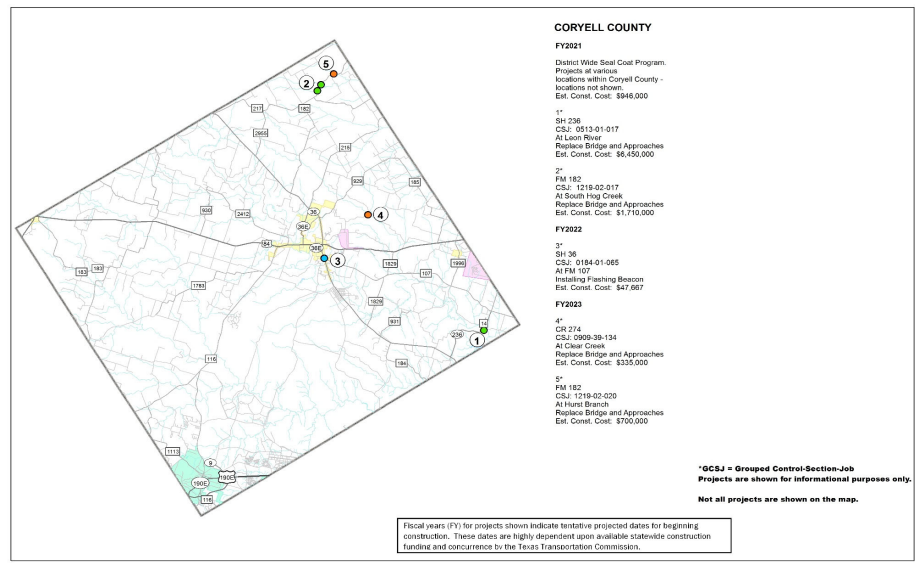 CORYELL COUNTY
FY2021
District Wide Seal Coat Program.
Projects at various
locations within Coryell County -
locations not shown.
Est. Const. Cost:  $946,000
1*
SH 236
CSJ:  0513-01-017
At Leon River
Replace Bridge and Approaches
Est. Const. Cost:  $6,450,000
2*
FM 182
CSJ:  1219-02-017
At South Hog Creek
Replace Bridge and Approaches
Est. Const. Cost:  $1,710,000
FY2022
3*
SH 36
CSJ:  0184-01-065
At FM 107
Installing Flashing Beacon
Est. Const. Cost:  $47,667
FY2023
4*
CR 274
CSJ: 0909-39-134
At Clear Creek
Replace Bridge and Approaches
Est. Const. Cost:  $335,000
5*
FM 182
CSJ: 1219-02-020
At Hurst Branch
Replace Bridge and Approaches
Est. Const. Cost:  $700,000
*GCSJ = Grouped Control-Section-Job
Projects are shown for informational purposes only.
Not all projects are shown on the map.
Fiscal years (FY) for projects shown indicate tentative projected dates for beginning
construction.  These dates are highly dependent upon available statewide construction
funding and concurrence by the Texas Transportation Commission.
5
2
217
182
2955
218
929
185
930
2412
36
36E
4
84
36E
3
1829
1996
107
183
183
1783
1829
931
14
236
1
184
116
1113
9
190E
190E
116